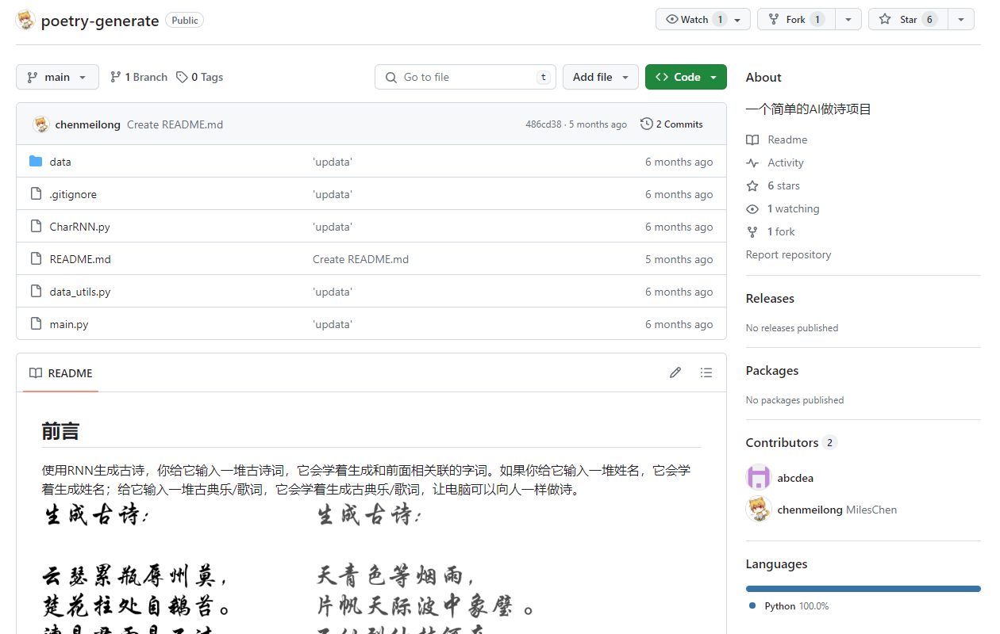 poetry-generate Public
Watch 1
Fork 1
Star 6
main
1 Branch
0 Tags
Go to file
t
Add file
Code
chenmeilong Create README.md
486cd38 · 5 months ago
2 Commits
data 'updata' 6 months ago
.gitignore 'updata' 6 months ago
CharRNN.py 'updata' 6 months ago
README.md Create README.md 5 months ago
data_utils.py 'updata' 6 months ago
main.py 'updata' 6 months ago
README
前言
使用RNN生成古诗，你给它输入一堆古诗词，它会学着生成和前面相关联的字词。如果你给它输入一堆姓名，它会学
着生成姓名；给它输入一堆古典乐/歌词，它会学着生成古典乐/歌词，让电脑可以向人一样做诗。
生成古诗：
云瑟累瓶辱州莫，
楚花拄处自鹅苔。
生成古诗：
天青色等烟雨，
片帆天际波中象璧。
About
一个简单的AI做诗项目
Readme
Activity
6 stars
1 watching
1 fork
Report repository
Releases
No releases published
Packages
No packages published
Contributors 2
abcdea
chenmeilong MilesChen
Languages
Python 100.0%